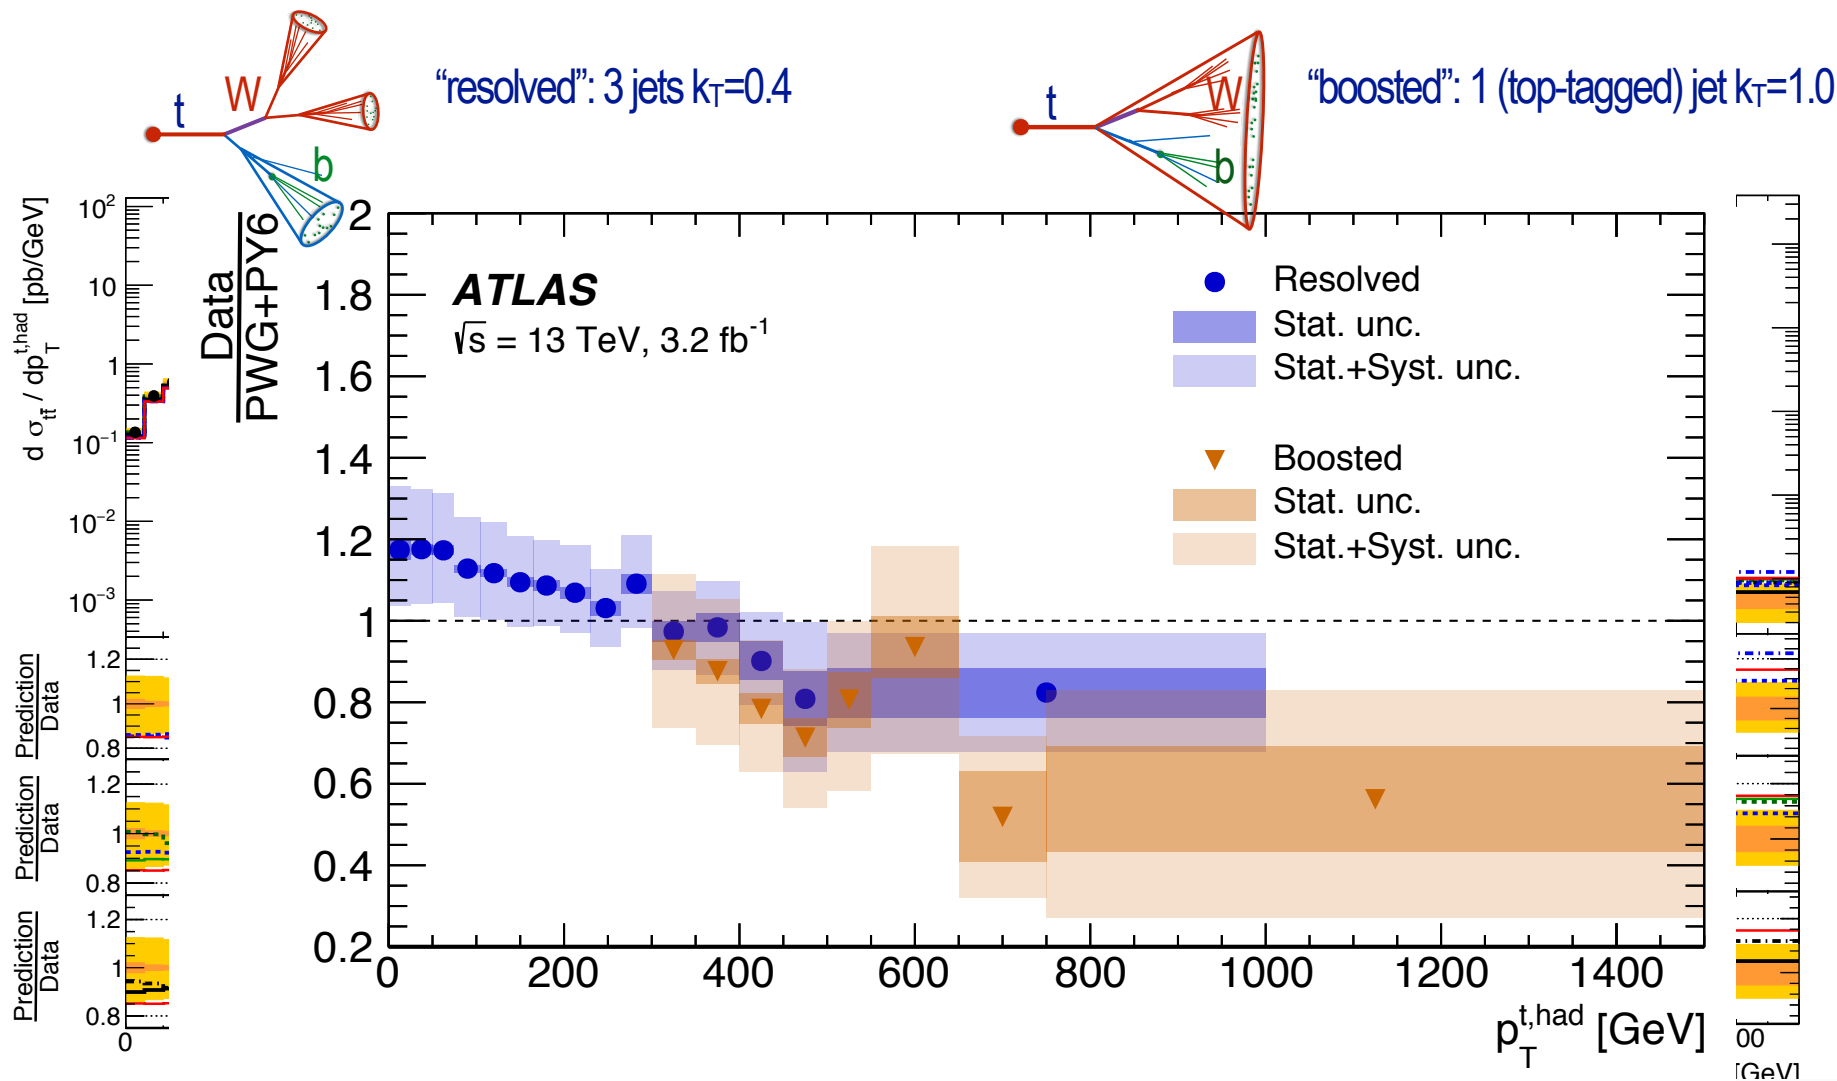 “resolved”: 3 jets kT=0.4
“boosted”: 1 (top-tagged) jet kT=1.0
t
W
b
t
W
b
d σtt̄ / dpT^t,had [pb/GeV]
10²
10
1
10⁻¹
10⁻²
10⁻³
Prediction
Data
1.2
1
0.8
Prediction
Data
1.2
1
0.8
Prediction
Data
1.2
1
0.8
0
Data
PWG+PY6
2
1.8
1.6
1.4
1.2
1
0.8
0.6
0.4
0.2
ATLAS
√s = 13 TeV, 3.2 fb⁻¹
Resolved
Stat. unc.
Stat.+Syst. unc.
Boosted
Stat. unc.
Stat.+Syst. unc.
0 200 400 600 800 1000 1200 1400
pT^t,had [GeV]
00
[GeV]